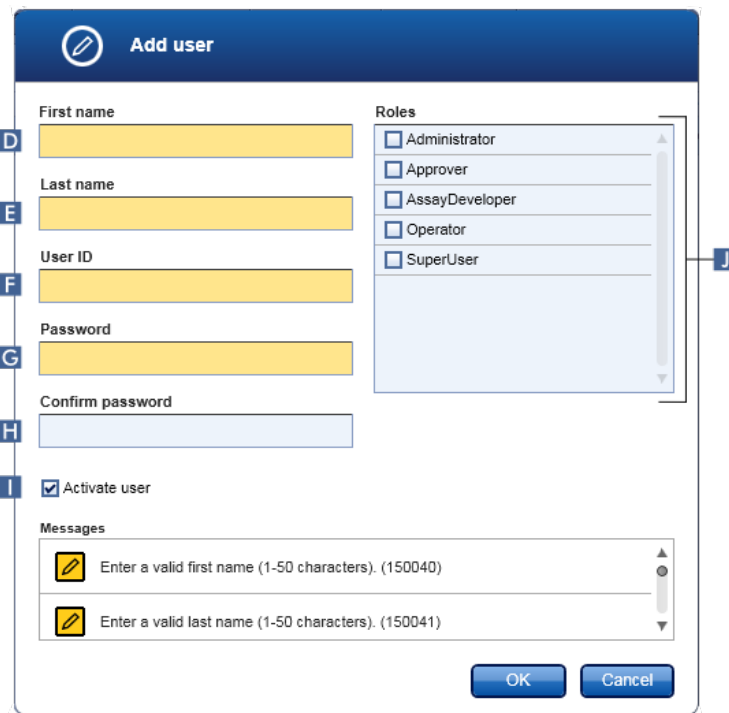 Add user
First name
D
Last name
E
User ID
F
Password
G
Confirm password
H
I
Activate user
Roles
Administrator
Approver
AssayDeveloper
Operator
SuperUser
J
Messages
Enter a valid first name (1-50 characters). (150040)
Enter a valid last name (1-50 characters). (150041)
OK
Cancel